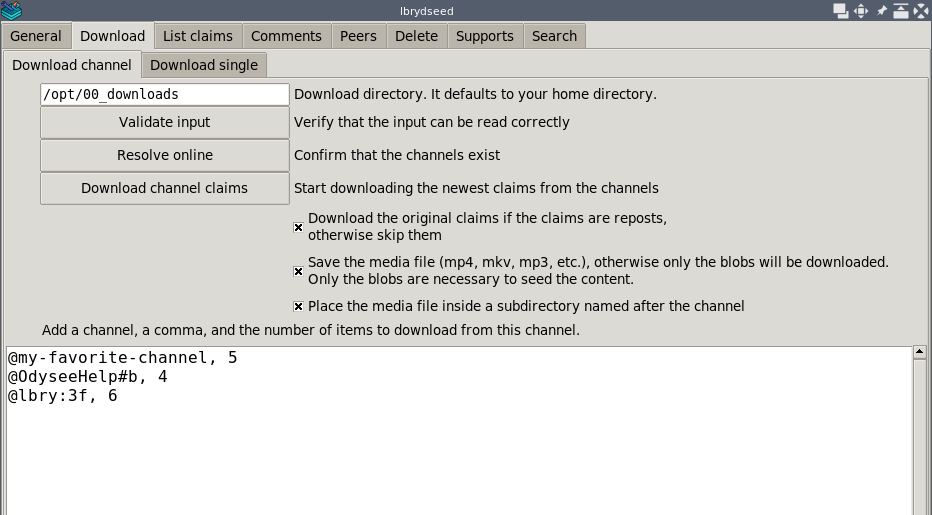 lbrydseed
General Download List claims Comments Peers Delete Supports Search
Download channel Download single
/opt/00_downloads Download directory. It defaults to your home directory.
Validate input Verify that the input can be read correctly
Resolve online Confirm that the channels exist
Download channel claims Start downloading the newest claims from the channels
Download the original claims if the claims are reposts,
otherwise skip them
Save the media file (mp4, mkv, mp3, etc.), otherwise only the blobs will be downloaded.
Only the blobs are necessary to seed the content.
Place the media file inside a subdirectory named after the channel
Add a channel, a comma, and the number of items to download from this channel.
@my-favorite-channel, 5
@OdyseeHelp#b, 4
@lbry:3f, 6